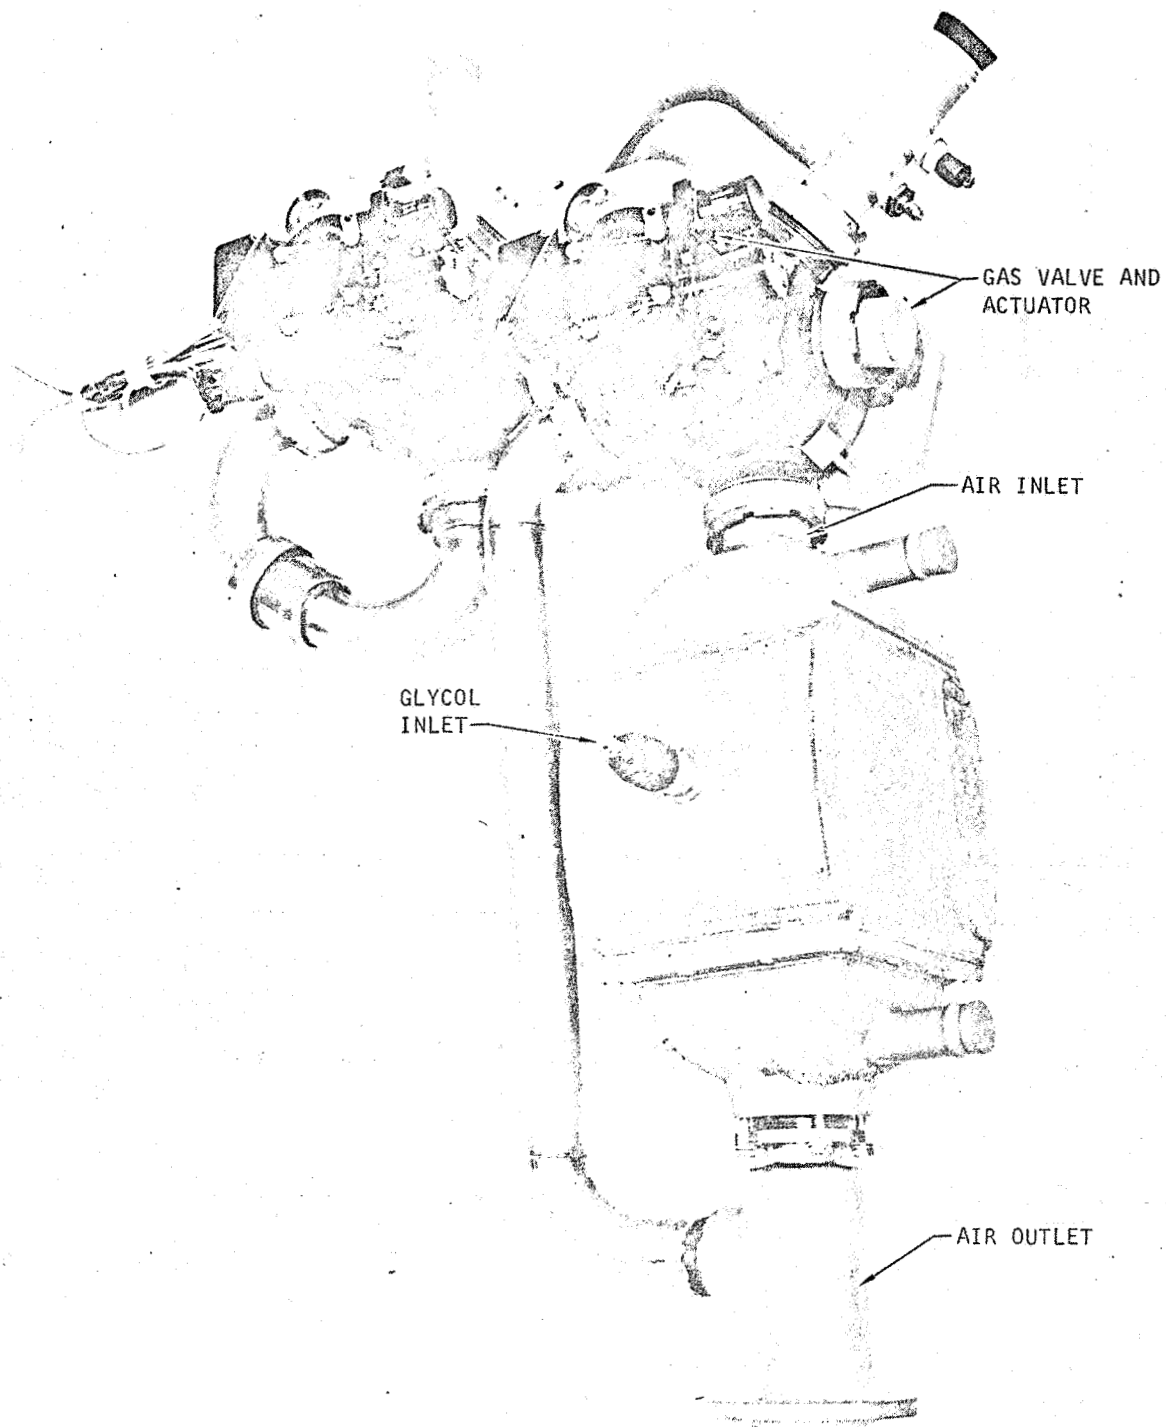 GAS VALVE AND
ACTUATOR
AIR INLET
GLYCOL
INLET
AIR OUTLET